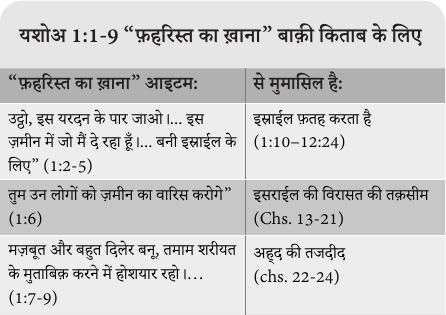 यशोअ 1:1-9 “फ़हरिस्त का ख़ाना” बाक़ी किताब के लिए
“फ़हरिस्त का ख़ाना” आइटम:
से मुमासिल है:
उट्ठो, इस यरदन के पार जाओ।… इस
ज़मीन में जो मैं दे रहा हूँ।… बनी इस्राईल के
लिए” (1:2-5)
इस्राईल फ़तह करता है
(1:10–12:24)
तुम उन लोगों को ज़मीन का वारिस करोगे”
(1:6)
इसराईल की विरासत की तक़सीम
(Chs. 13-21)
मज़बूत और बहुत दिलेर बनू, तमाम शरीयत
के मुताबिक़ करने में होशयार रहो।…
(1:7-9)
अह्द की तजदीद
(chs. 22-24)